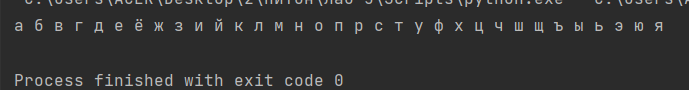 а б в г д е ё ж з и й к л м н о п р с т у ф х ц ч ш щ ъ ы ь э ю я
Process finished with exit code 0